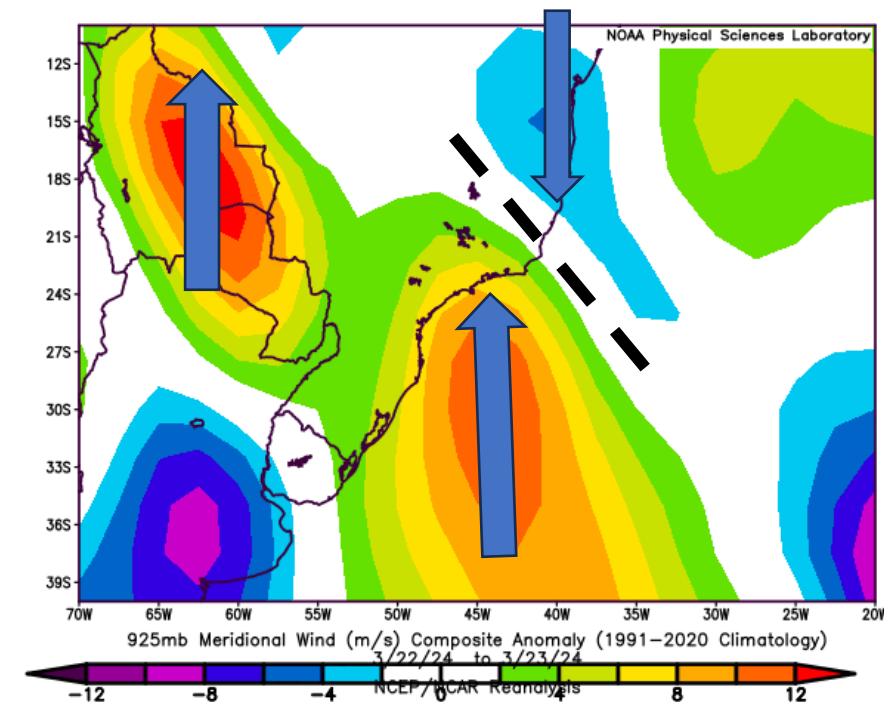 NOAA Physical Sciences Laboratory
12S
15S
18S
21S
24S
27S
30S
33S
36S
39S
70W 65W 60W 55W 50W 45W 40W 35W 30W 25W 20W
925mb Meridional Wind (m/s) Composite Anomaly (1991-2020 Climatology)
3/22/24 to 3/23/24
NCEP/NCAR Reanalysis
-12 -8 -4 0 4 8 12